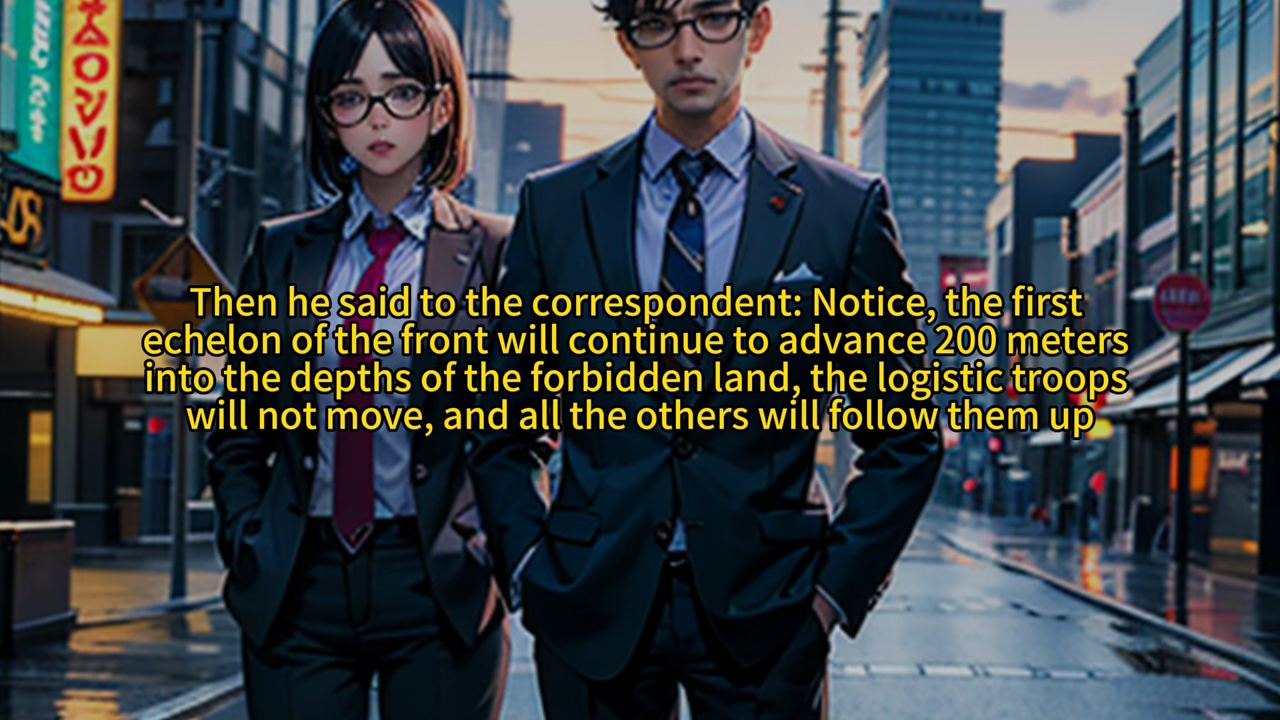 Then he said to the correspondent: Notice, the first
echelon of the front will continue to advance 200 meters
into the depths of the forbidden land, the logistic troops
will not move, and all the others will follow them up